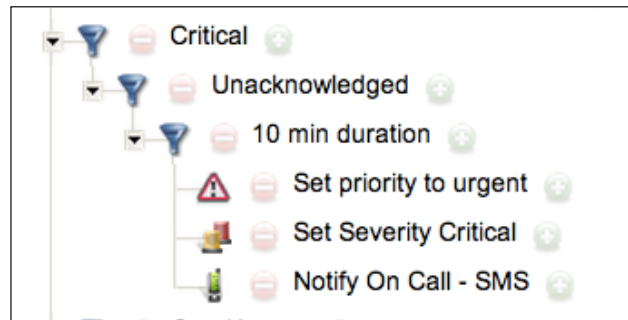 Critical
Unacknowledged
10 min duration
Set priority to urgent
Set Severity Critical
Notify On Call - SMS